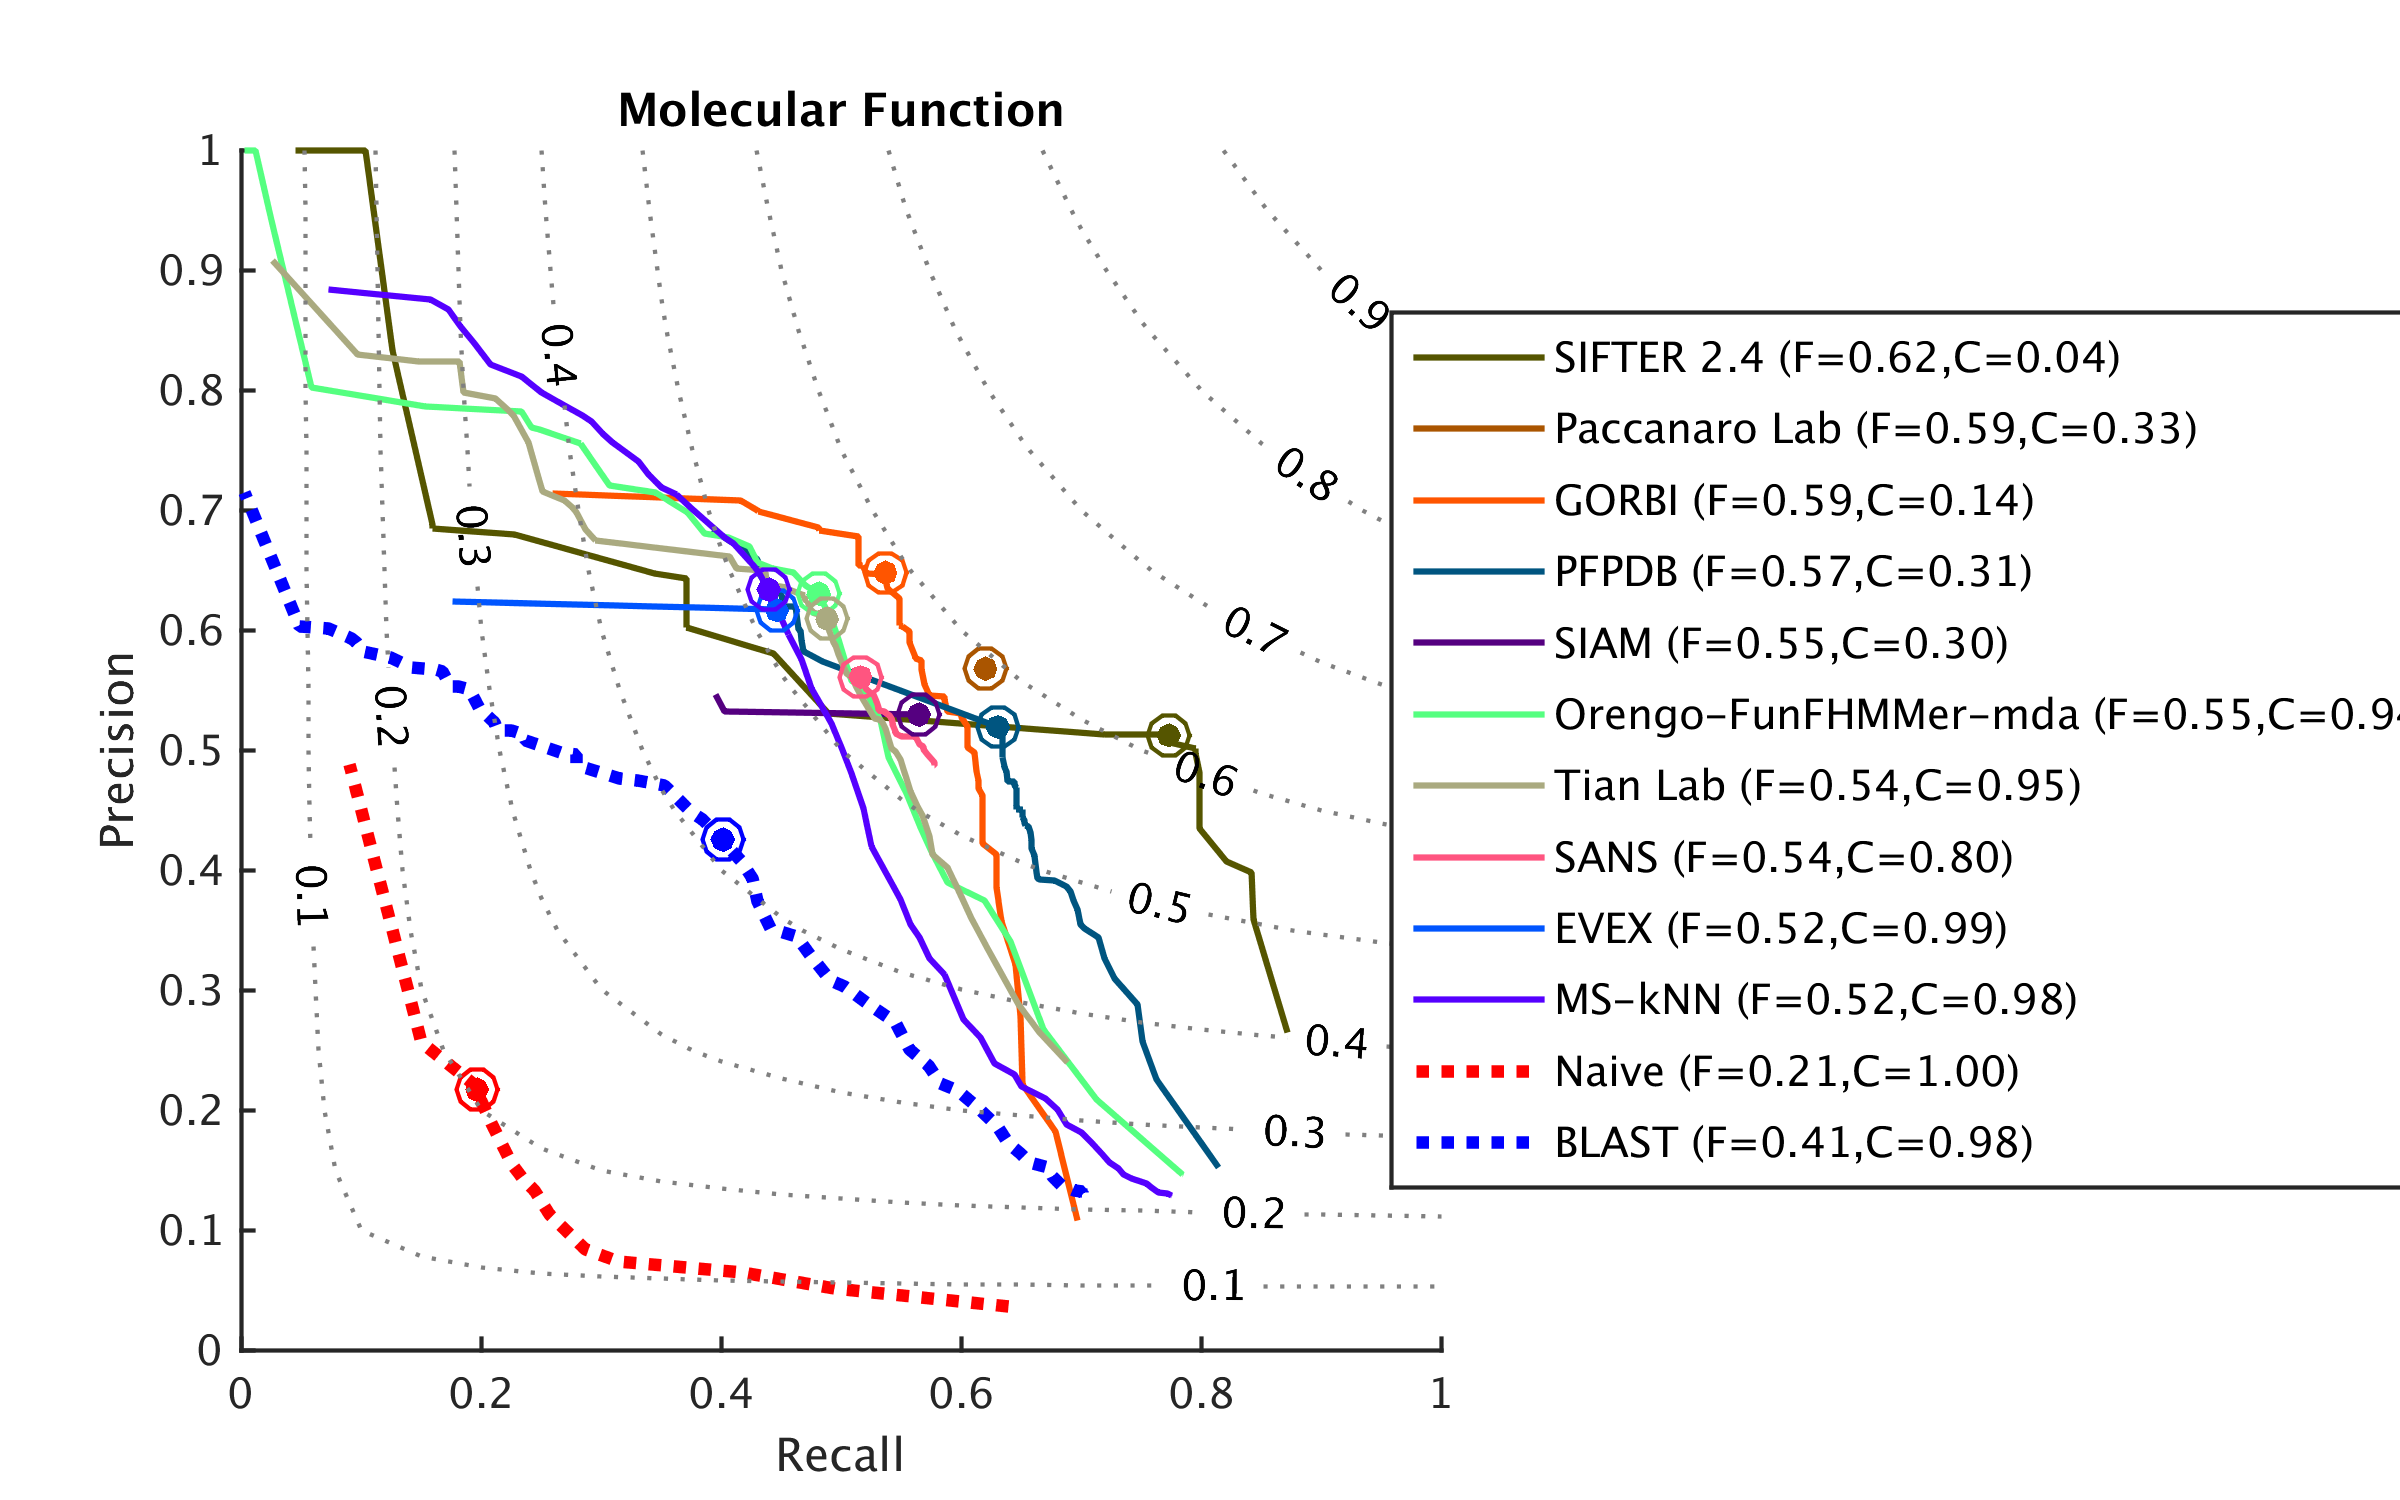 Molecular Function
1
0.9
0.8
0.7
0.6
0.5
0.4
0.3
0.2
0.1
0
0
0.2
0.4
0.6
0.8
1
Precision
Recall
0.1
0.2
0.3
0.4
0.9
0.8
0.7
0.6
0.5
0.4
0.3
0.2
0.1
SIFTER 2.4 (F=0.62,C=0.04)
Paccanaro Lab (F=0.59,C=0.33)
GORBI (F=0.59,C=0.14)
PFPDB (F=0.57,C=0.31)
SIAM (F=0.55,C=0.30)
Orengo-FunFHMMer-mda (F=0.55,C=0.94
Tian Lab (F=0.54,C=0.95)
SANS (F=0.54,C=0.80)
EVEX (F=0.52,C=0.99)
MS-kNN (F=0.52,C=0.98)
Naive (F=0.21,C=1.00)
BLAST (F=0.41,C=0.98)